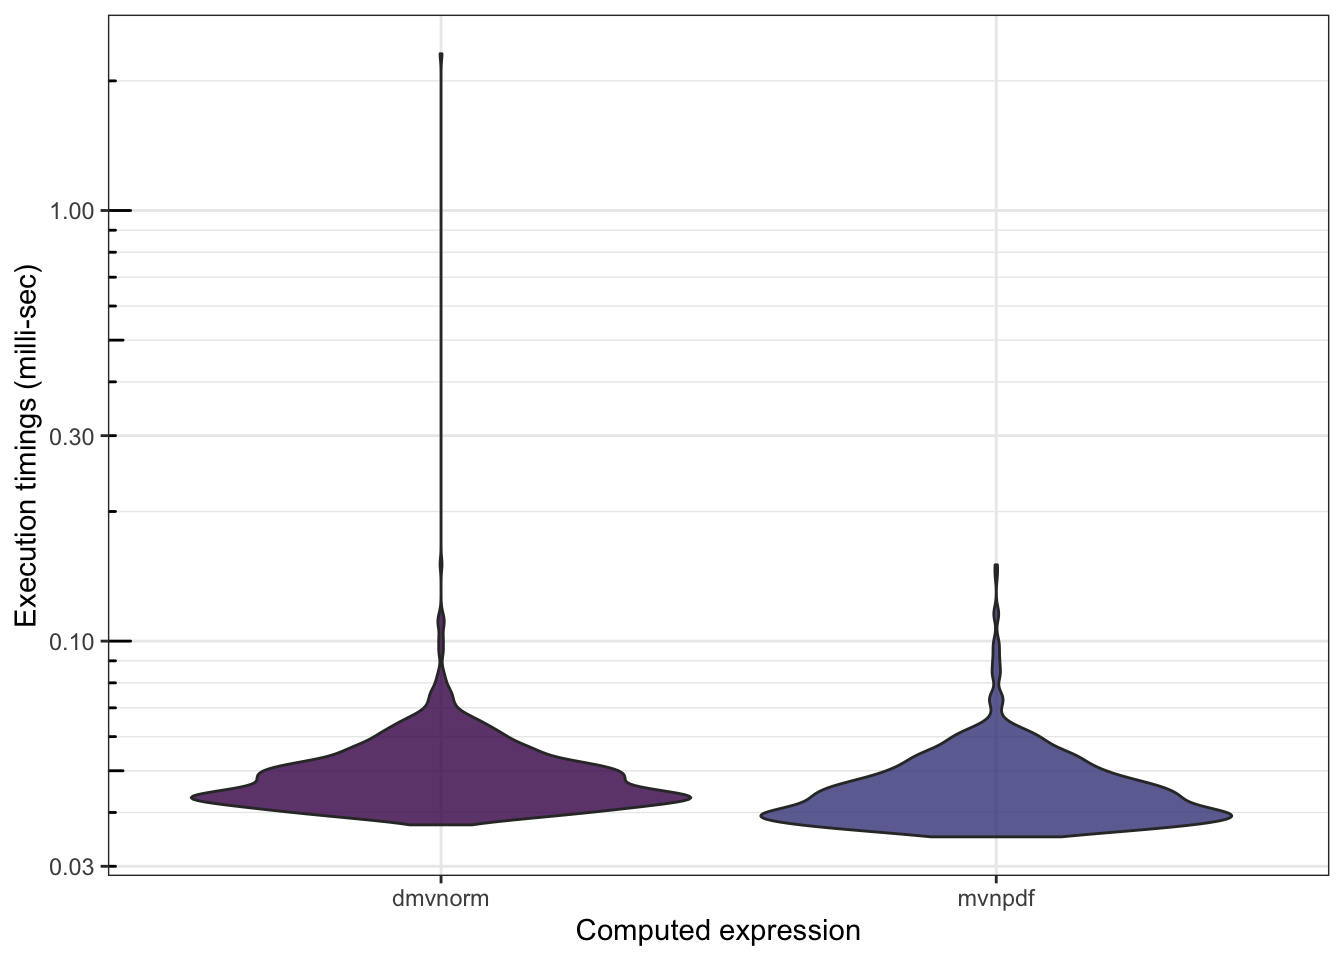 Execution timings (milli-sec)
1.00
0.30
0.10
0.03
dmvnorm
mvnpdf
Computed expression